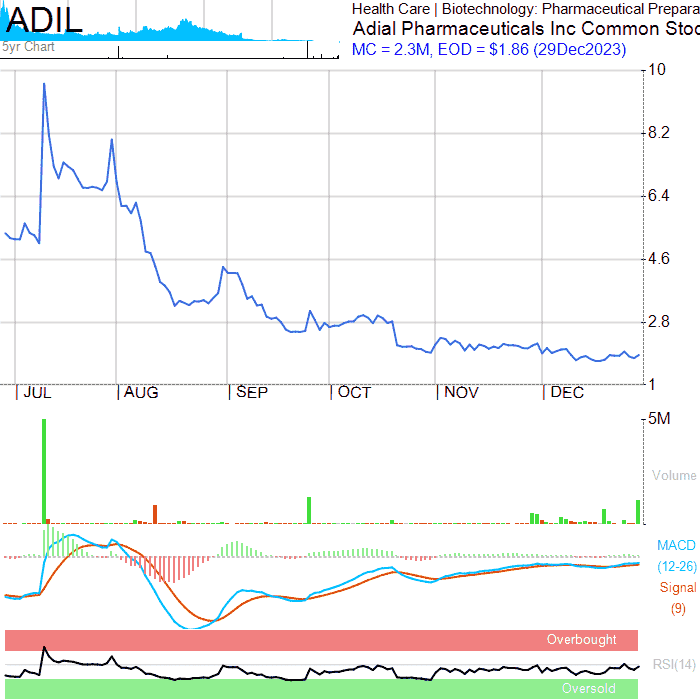 ADIL
5yr Chart
Health Care | Biotechnology: Pharmaceutical Prepara
Adial Pharmaceuticals Inc Common Stoc
MC = 2.3M, EOD = $1.86 (29Dec2023)
10
8.2
6.4
4.6
2.8
1
JUL AUG SEP OCT NOV DEC
5M
Volume
MACD
(12-26)
Signal
(9)
Overbought
RSI(14)
Oversold